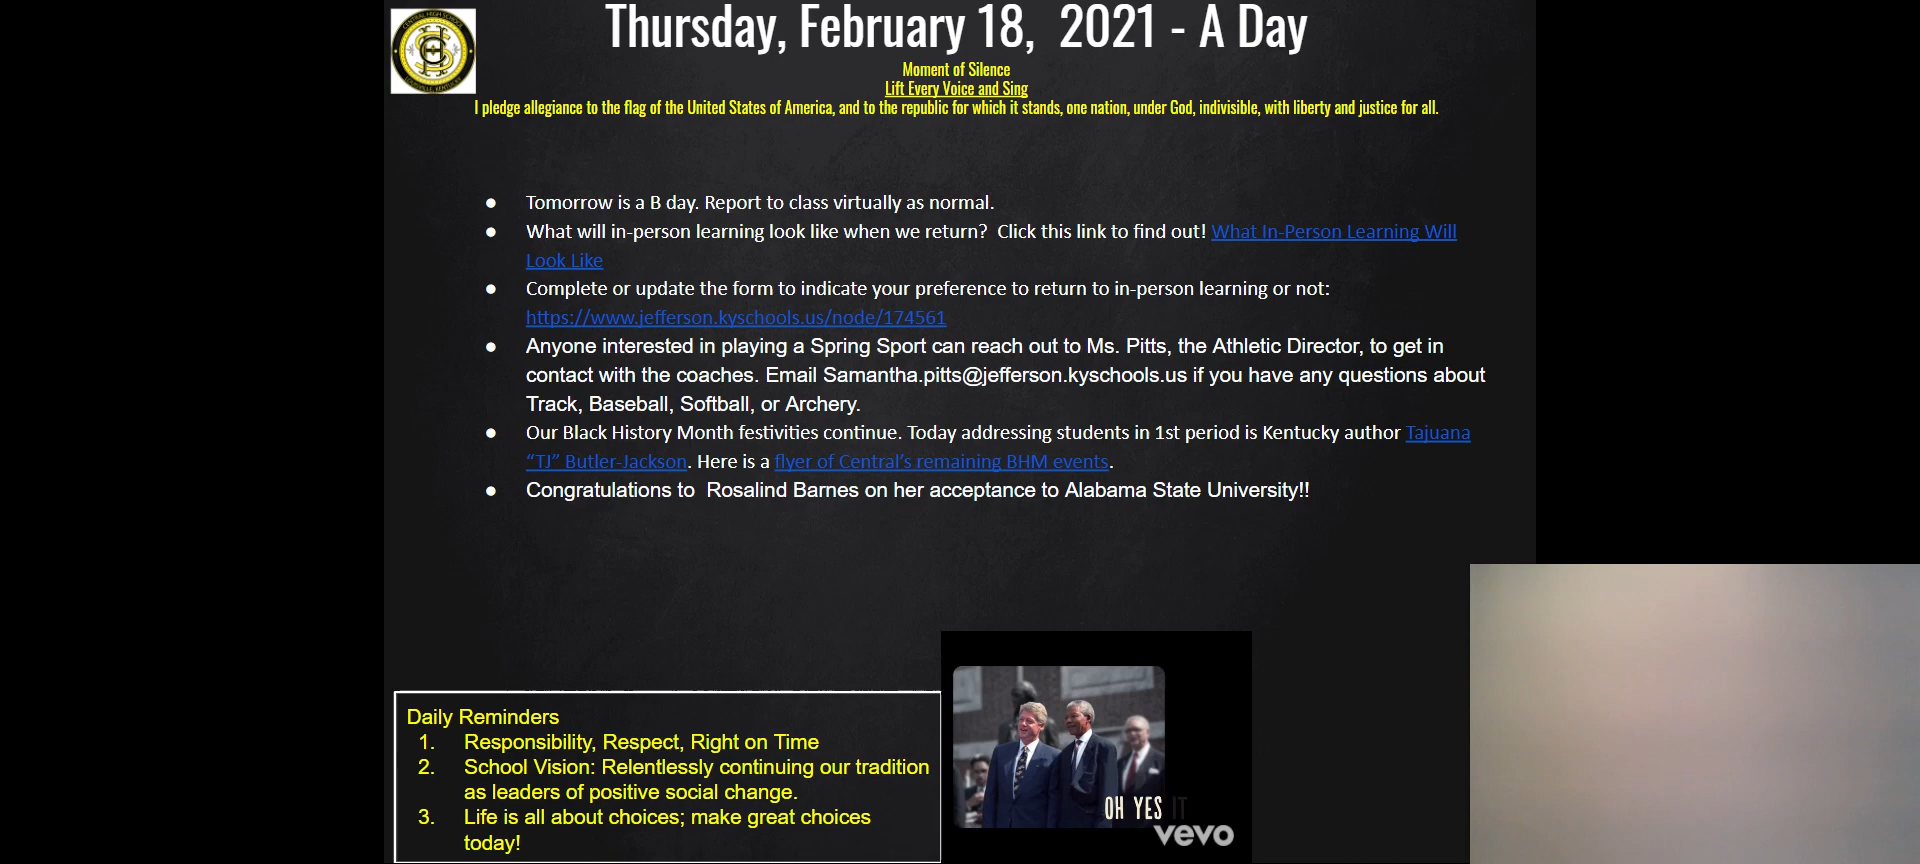 Thursday, February 18,  2021 - A Day
Moment of Silence
Lift Every Voice and Sing
I pledge allegiance to the flag of the United States of America, and to the republic for which it stands, one nation, under God, indivisible, with liberty and justice for all.
● Tomorrow is a B day. Report to class virtually as normal.
● What will in-person learning look like when we return?  Click this link to find out! What In-Person Learning Will
Look Like
● Complete or update the form to indicate your preference to return to in-person learning or not:
https://www.jefferson.kyschools.us/node/174561
● Anyone interested in playing a Spring Sport can reach out to Ms. Pitts, the Athletic Director, to get in
contact with the coaches. Email Samantha.pitts@jefferson.kyschools.us if you have any questions about
Track, Baseball, Softball, or Archery.
● Our Black History Month festivities continue. Today addressing students in 1st period is Kentucky author Tajuana
“TJ” Butler-Jackson. Here is a flyer of Central’s remaining BHM events.
● Congratulations to  Rosalind Barnes on her acceptance to Alabama State University!!
Daily Reminders
1. Responsibility, Respect, Right on Time
2. School Vision: Relentlessly continuing our tradition
as leaders of positive social change.
3. Life is all about choices; make great choices
today!
OH YES IT
vevo